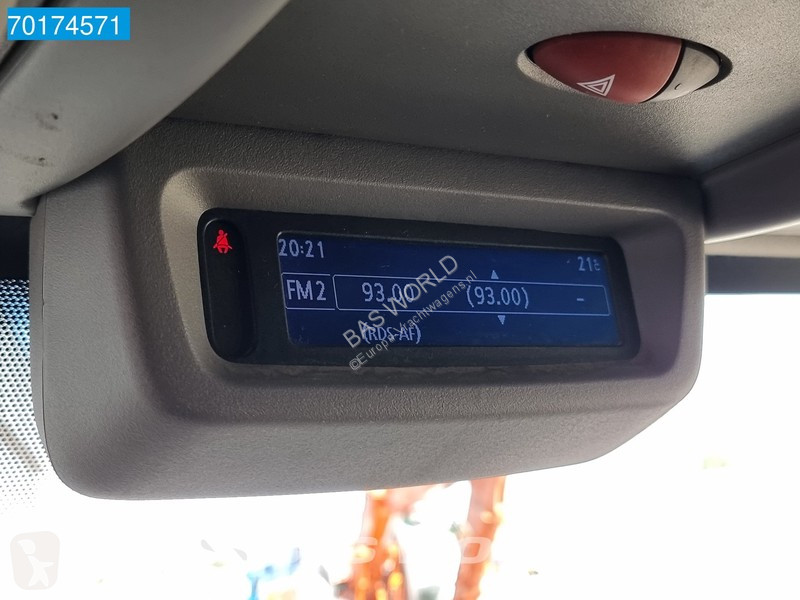 70174571
20:21
21
FM2 93.00 (93.00) -
(RDS-AF)
BAS WORLD
©Europa-Vrachtwagens.nl